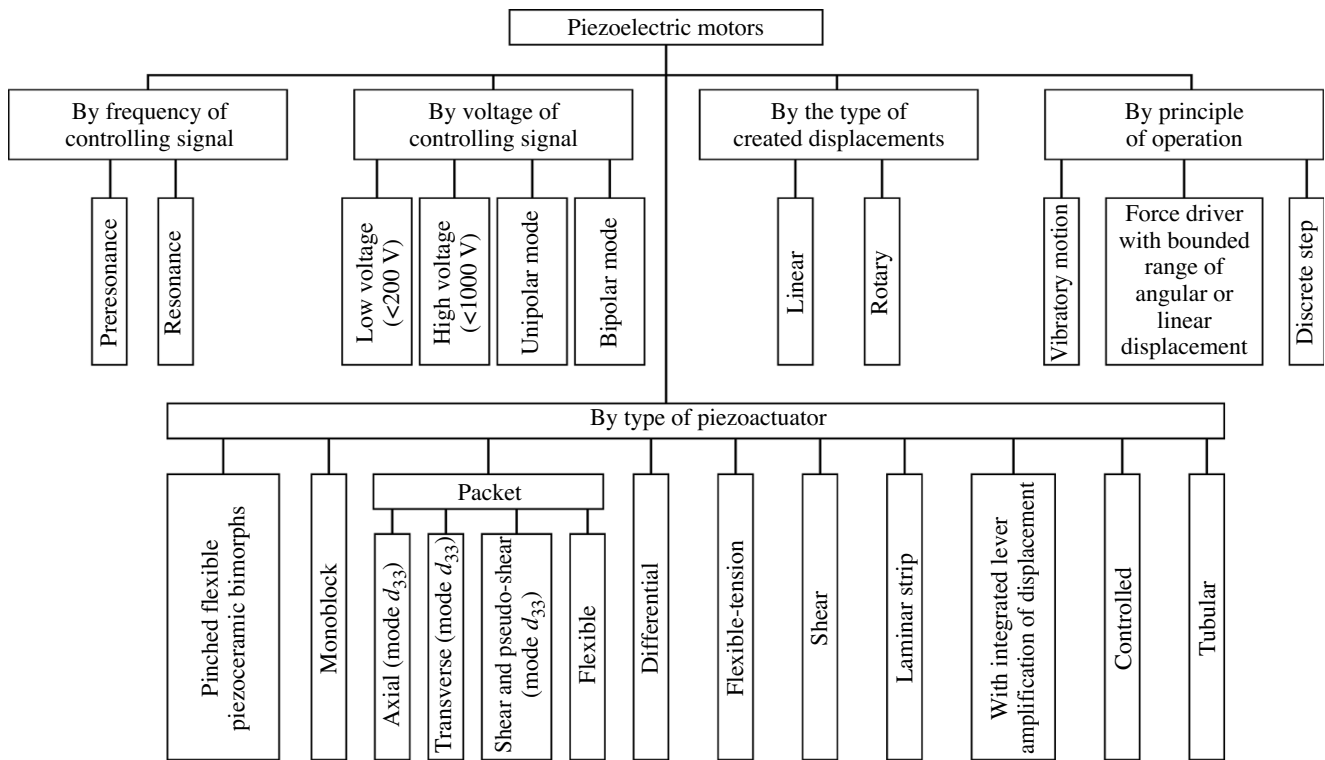 Piezoelectric motors
By frequency of
controlling signal
By voltage of
controlling signal
By the type of
created displacements
By principle
of operation
Preresonance
Resonance
Low voltage
(<200 V)
High voltage
(<1000 V)
Unipolar mode
Bipolar mode
Linear
Rotary
Vibratory motion
Force driver
with bounded
range of
angular or
linear
displacement
Discrete step
By type of piezoactuator
Pinched flexible
piezoceramic bimorphs
Monoblock
Packet
Axial (mode d33)
Transverse (mode d33)
Shear and pseudo-shear
(mode d33)
Flexible
Differential
Flexible-tension
Shear
Laminar strip
With integrated lever
amplification of displacement
Controlled
Tubular